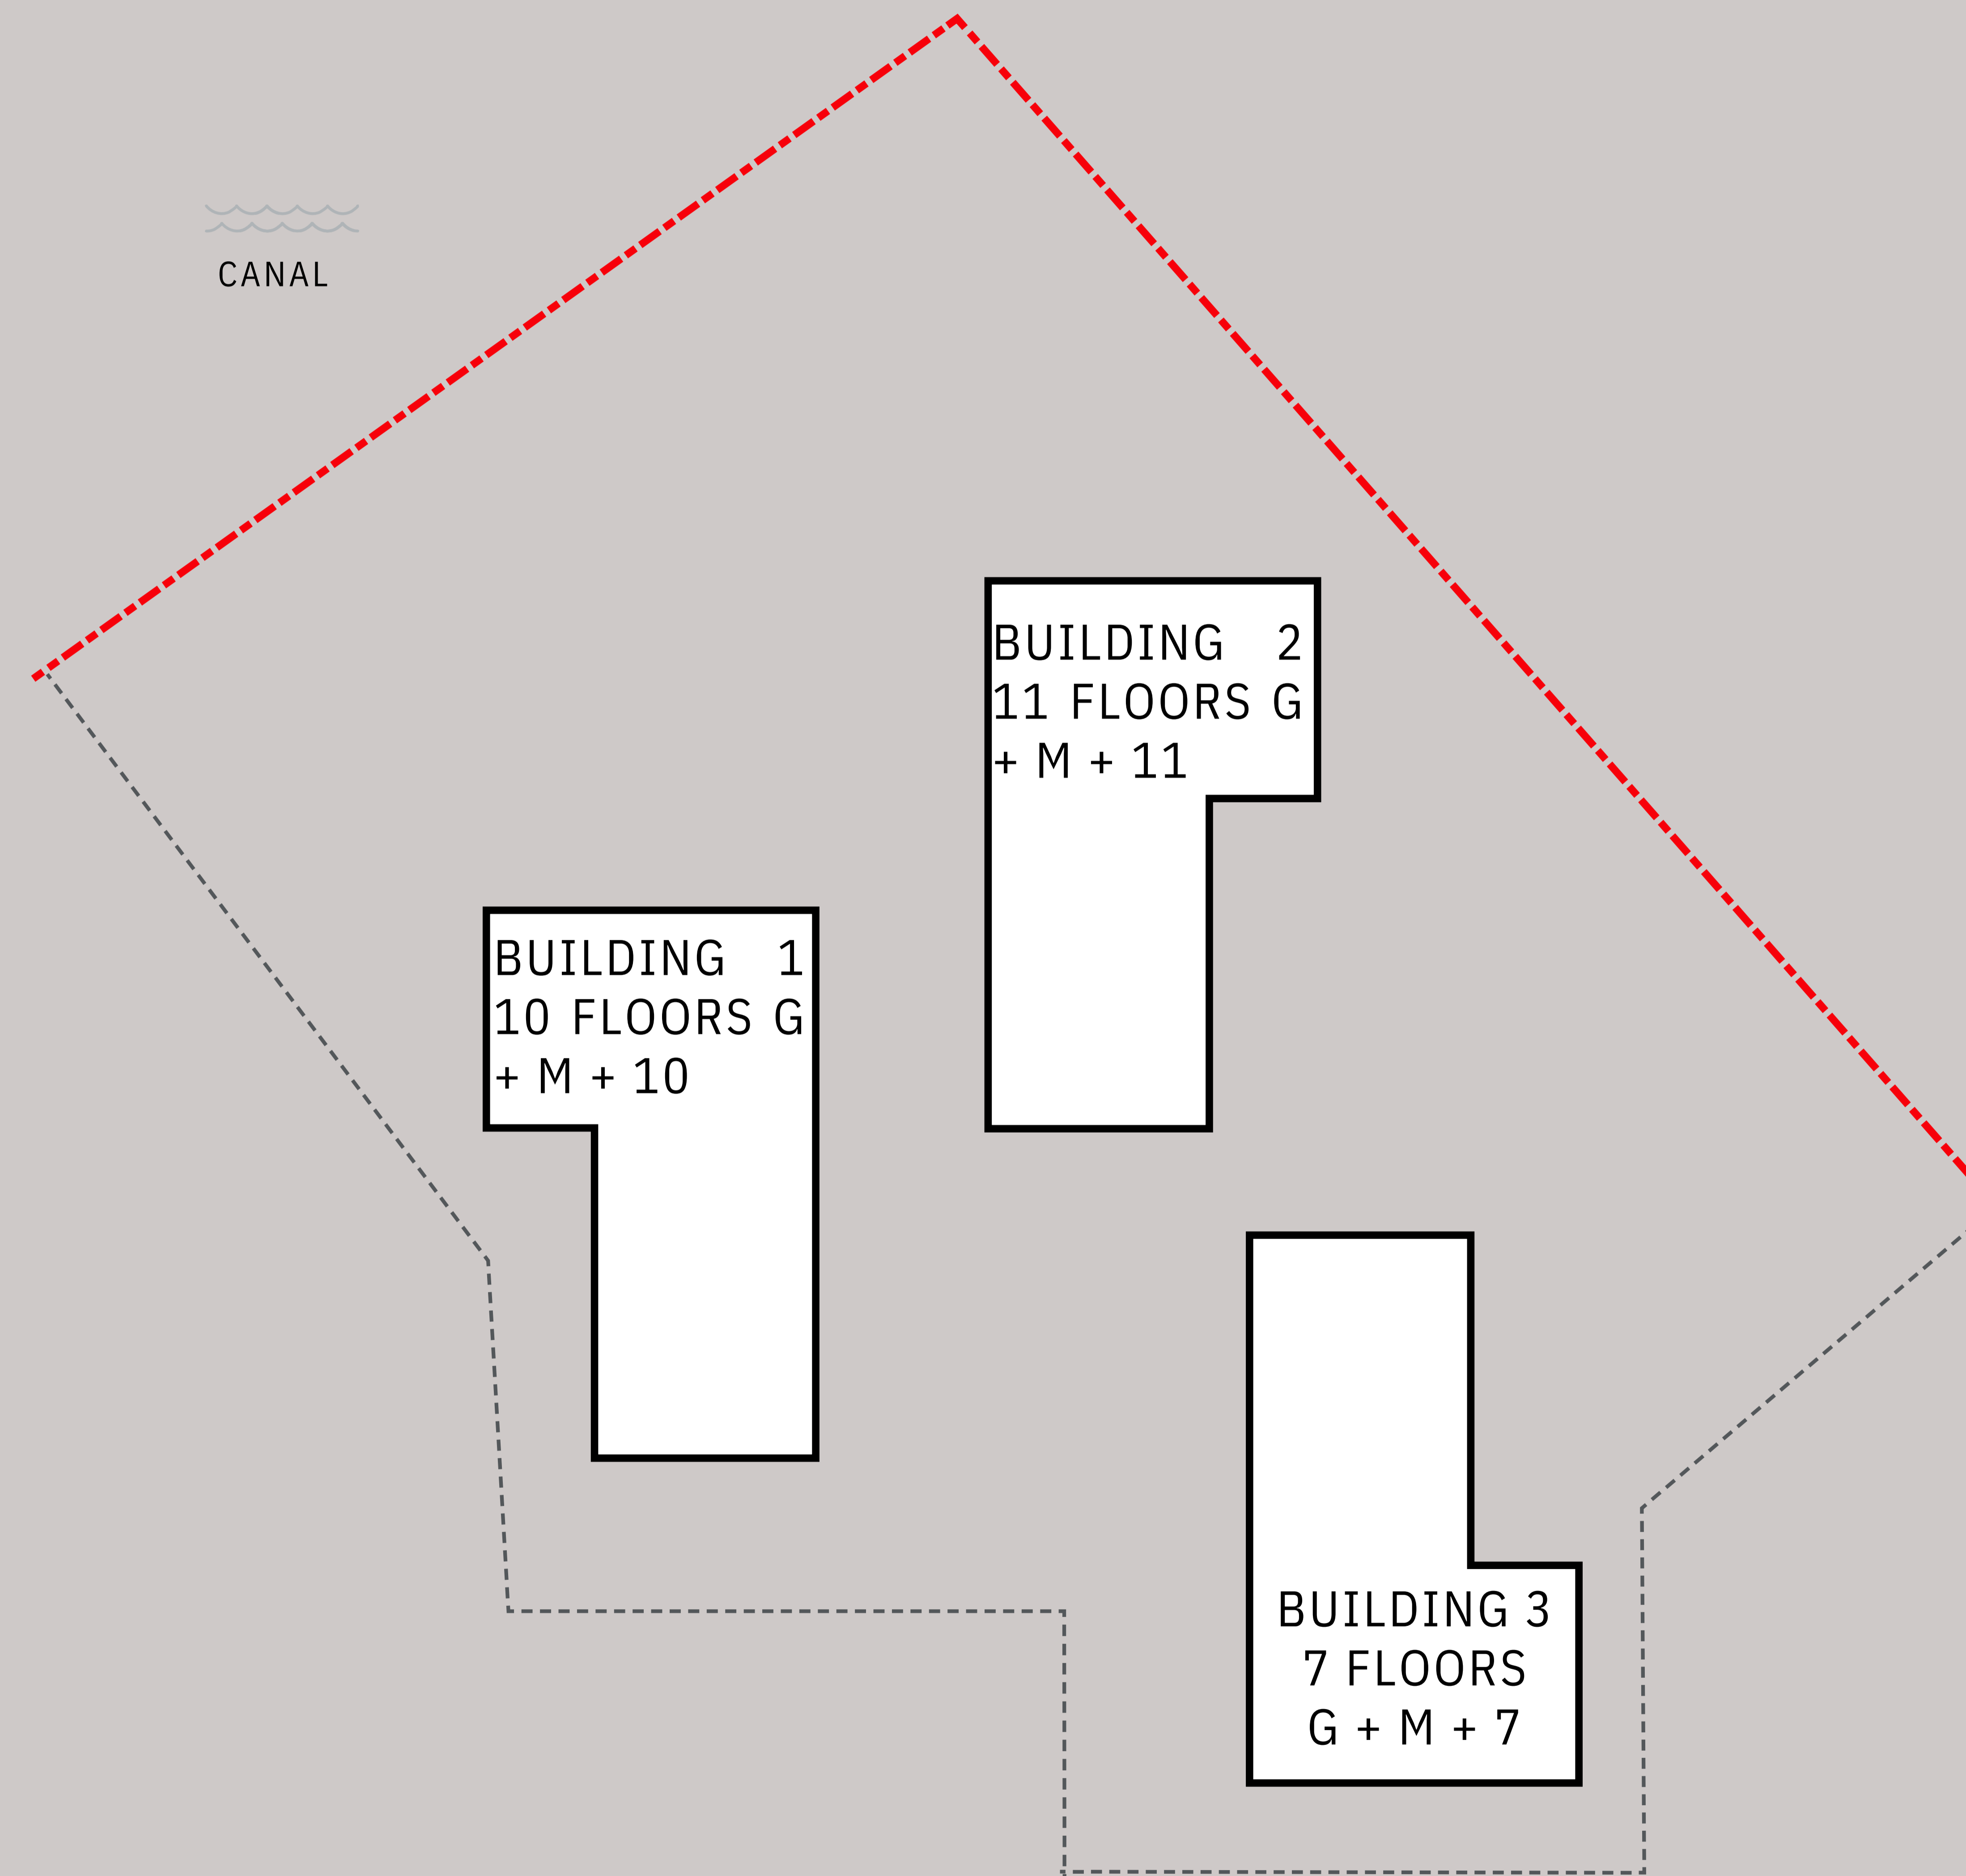 CANAL
BUILDING 2
11 FLOORS G
+ M + 11
BUILDING 1
10 FLOORS G
+ M + 10
BUILDING 3
7 FLOORS
G + M + 7